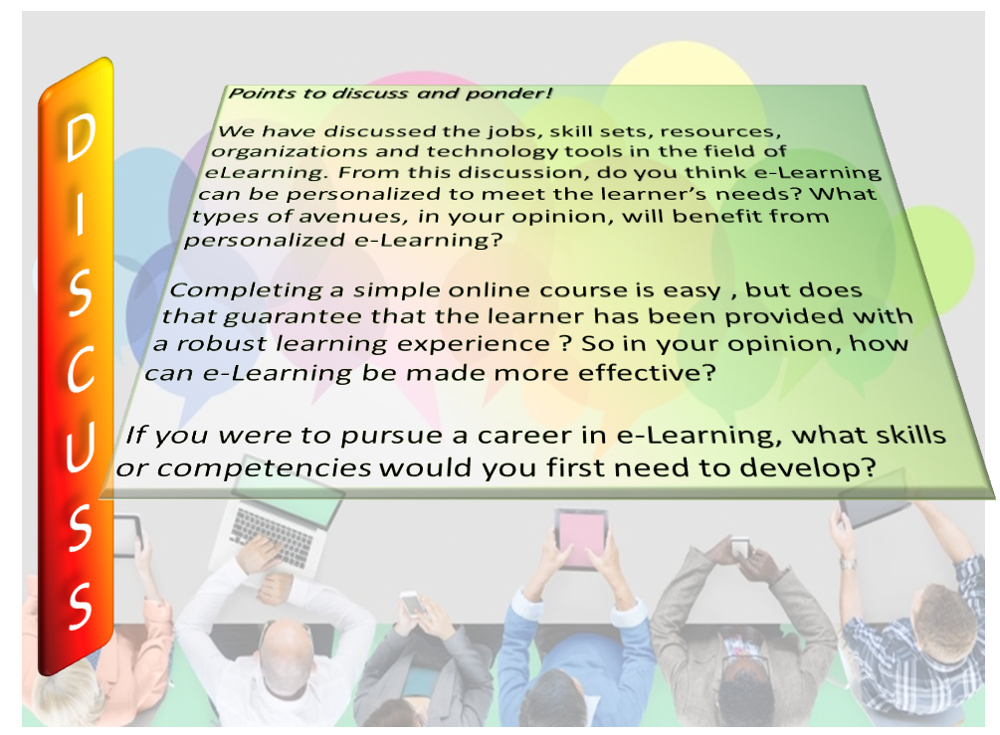 DISCUSS
Points to discuss and ponder!
We have discussed the jobs, skill sets, resources,
organizations and technology tools in the field of
eLearning. From this discussion, do you think e-Learning
can be personalized to meet the learner’s needs? What
types of avenues, in your opinion, will benefit from
personalized e-Learning?
Completing a simple online course is easy , but does
that guarantee that the learner has been provided with
a robust learning experience ? So in your opinion, how
can e-Learning be made more effective?
If you were to pursue a career in e-Learning, what skills
or competencies would you first need to develop?